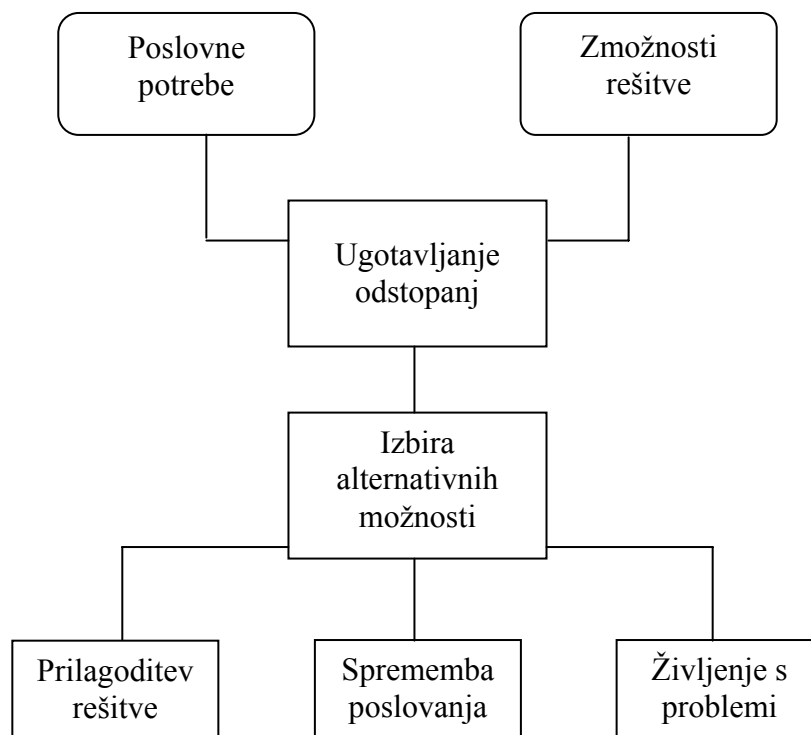 Poslovne
potrebe
Zmožnosti
rešitve
Ugotavljanje
odstopanj
Izbira
alternativnih
možnosti
Prilagoditev
rešitve
Sprememba
poslovanja
Življenje s
problemi